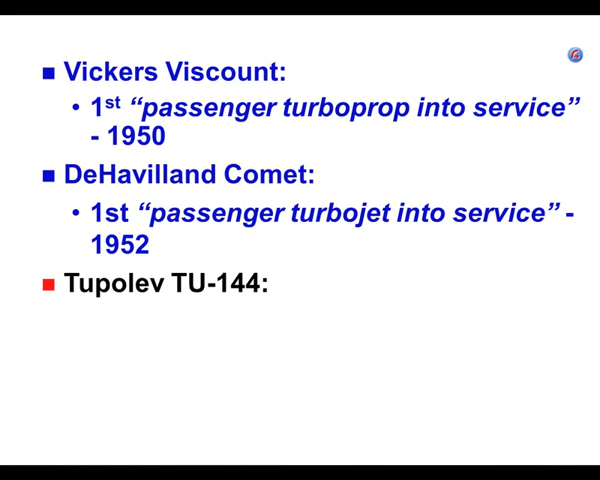 Vickers Viscount:
• 1st “passenger turboprop into service”
- 1950
DeHavilland Comet:
• 1st “passenger turbojet into service” -
1952
Tupolev TU-144: